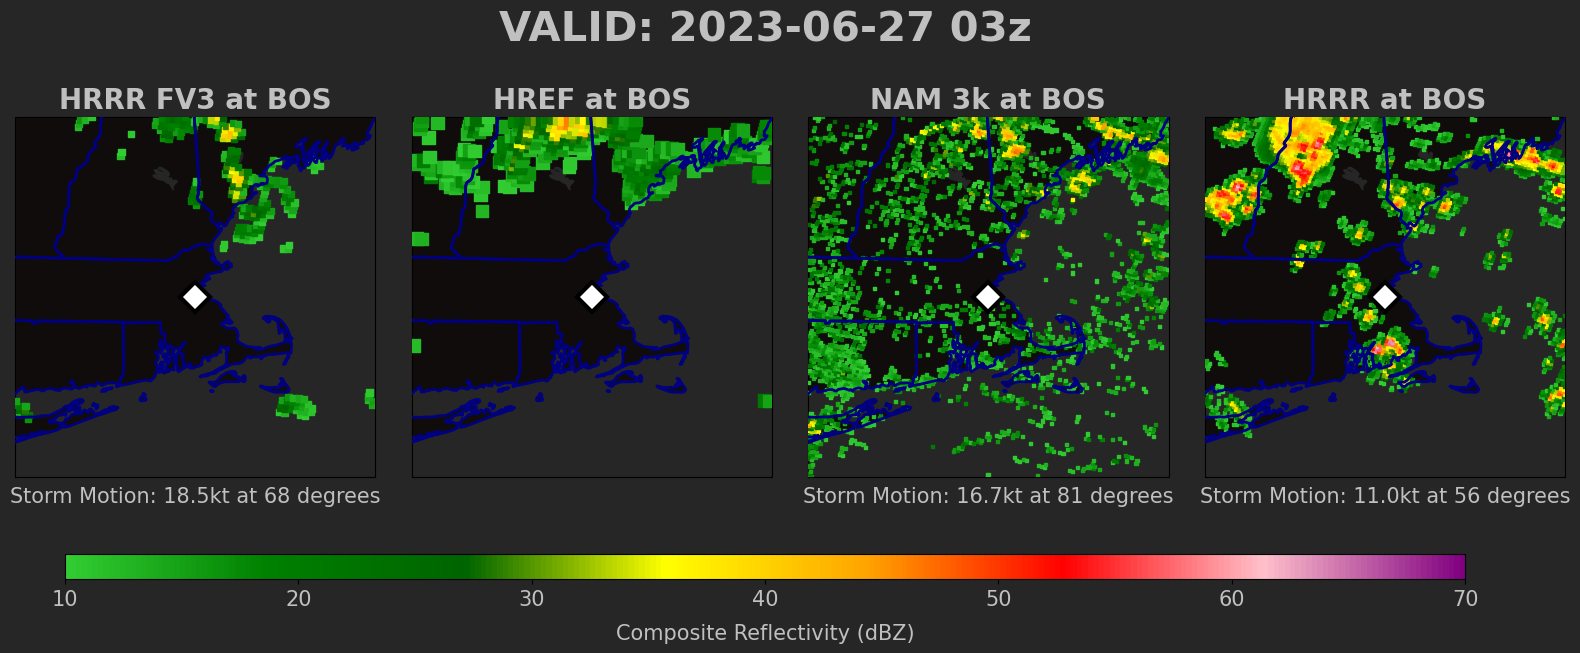 VALID: 2023-06-27 03z
HRRR FV3 at BOS
HREF at BOS
NAM 3k at BOS
HRRR at BOS
Storm Motion: 18.5kt at 68 degrees
Storm Motion: 16.7kt at 81 degrees
Storm Motion: 11.0kt at 56 degrees
10 20 30 40 50 60 70
Composite Reflectivity (dBZ)